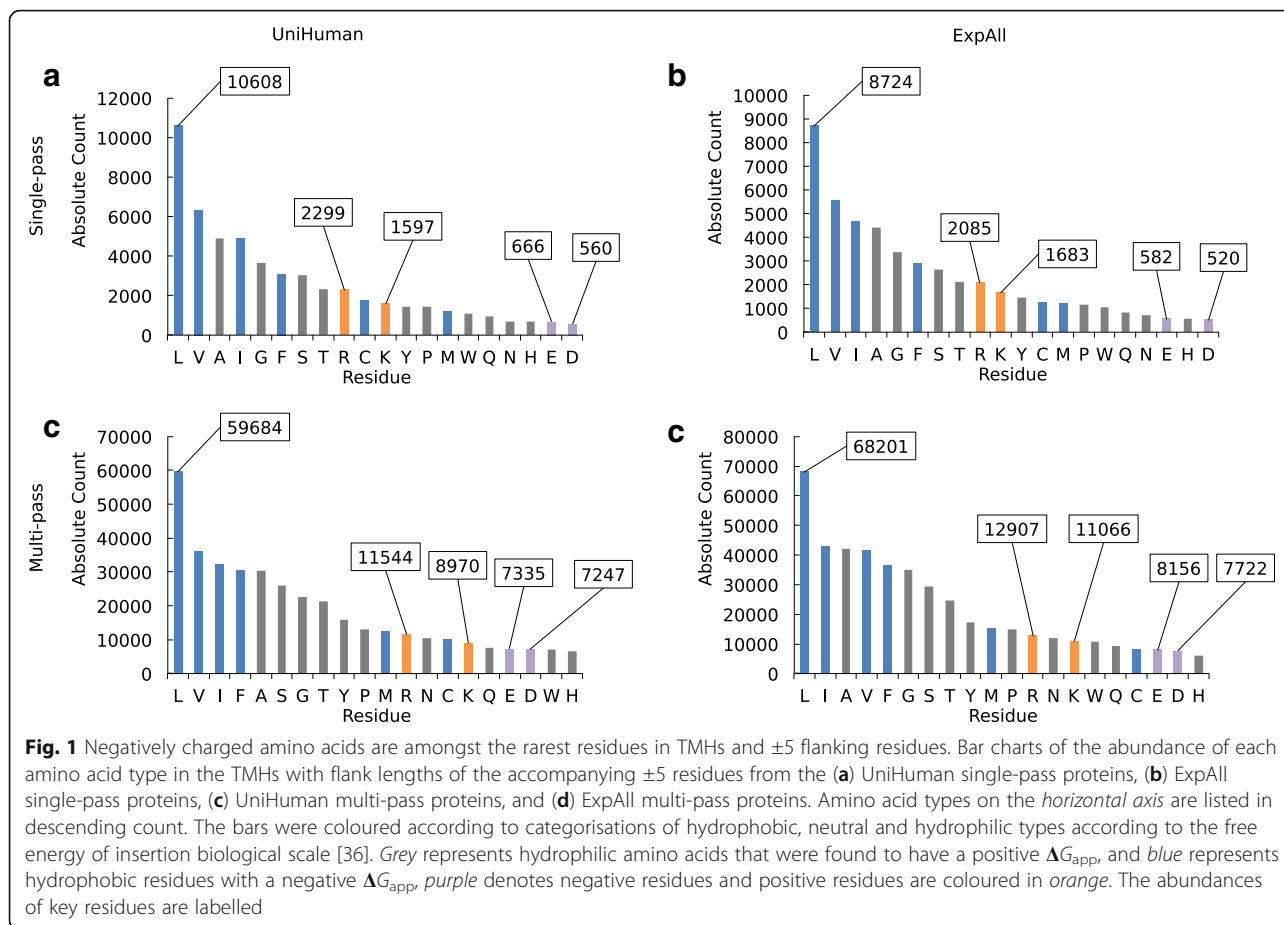 UniHuman
ExpAll
Single-pass
a
Absolute Count
12000
10000
8000
6000
4000
2000
0
10608
2299
1597
666
560
L V A I G F S T R C K Y P M W Q N H E D
Residue
b
Absolute Count
10000
9000
8000
7000
6000
5000
4000
3000
2000
1000
0
8724
2085
1683
582
520
L V I A G F S T R K Y C M P W Q N E H D
Residue
Multi-pass
c
Absolute Count
70000
60000
50000
40000
30000
20000
10000
0
59684
11544
8970
7335
7247
L V I F A S G T Y P M R N C K Q E D W H
Residue
c
Absolute Count
80000
70000
60000
50000
40000
30000
20000
10000
0
68201
12907
11066
8156
7722
L I A V F G S T Y M P R N K W Q C E D H
Residue
Fig. 1 Negatively charged amino acids are amongst the rarest residues in TMHs and ±5 flanking residues. Bar charts of the abundance of each
amino acid type in the TMHs with flank lengths of the accompanying ±5 residues from the (a) UniHuman single-pass proteins, (b) ExpAll
single-pass proteins, (c) UniHuman multi-pass proteins, and (d) ExpAll multi-pass proteins. Amino acid types on the horizontal axis are listed in
descending count. The bars were coloured according to categorisations of hydrophobic, neutral and hydrophilic types according to the free
energy of insertion biological scale [36]. Grey represents hydrophilic amino acids that were found to have a positive ΔGapp, and blue represents
hydrophobic residues with a negative ΔGapp, purple denotes negative residues and positive residues are coloured in orange. The abundances
of key residues are labelled